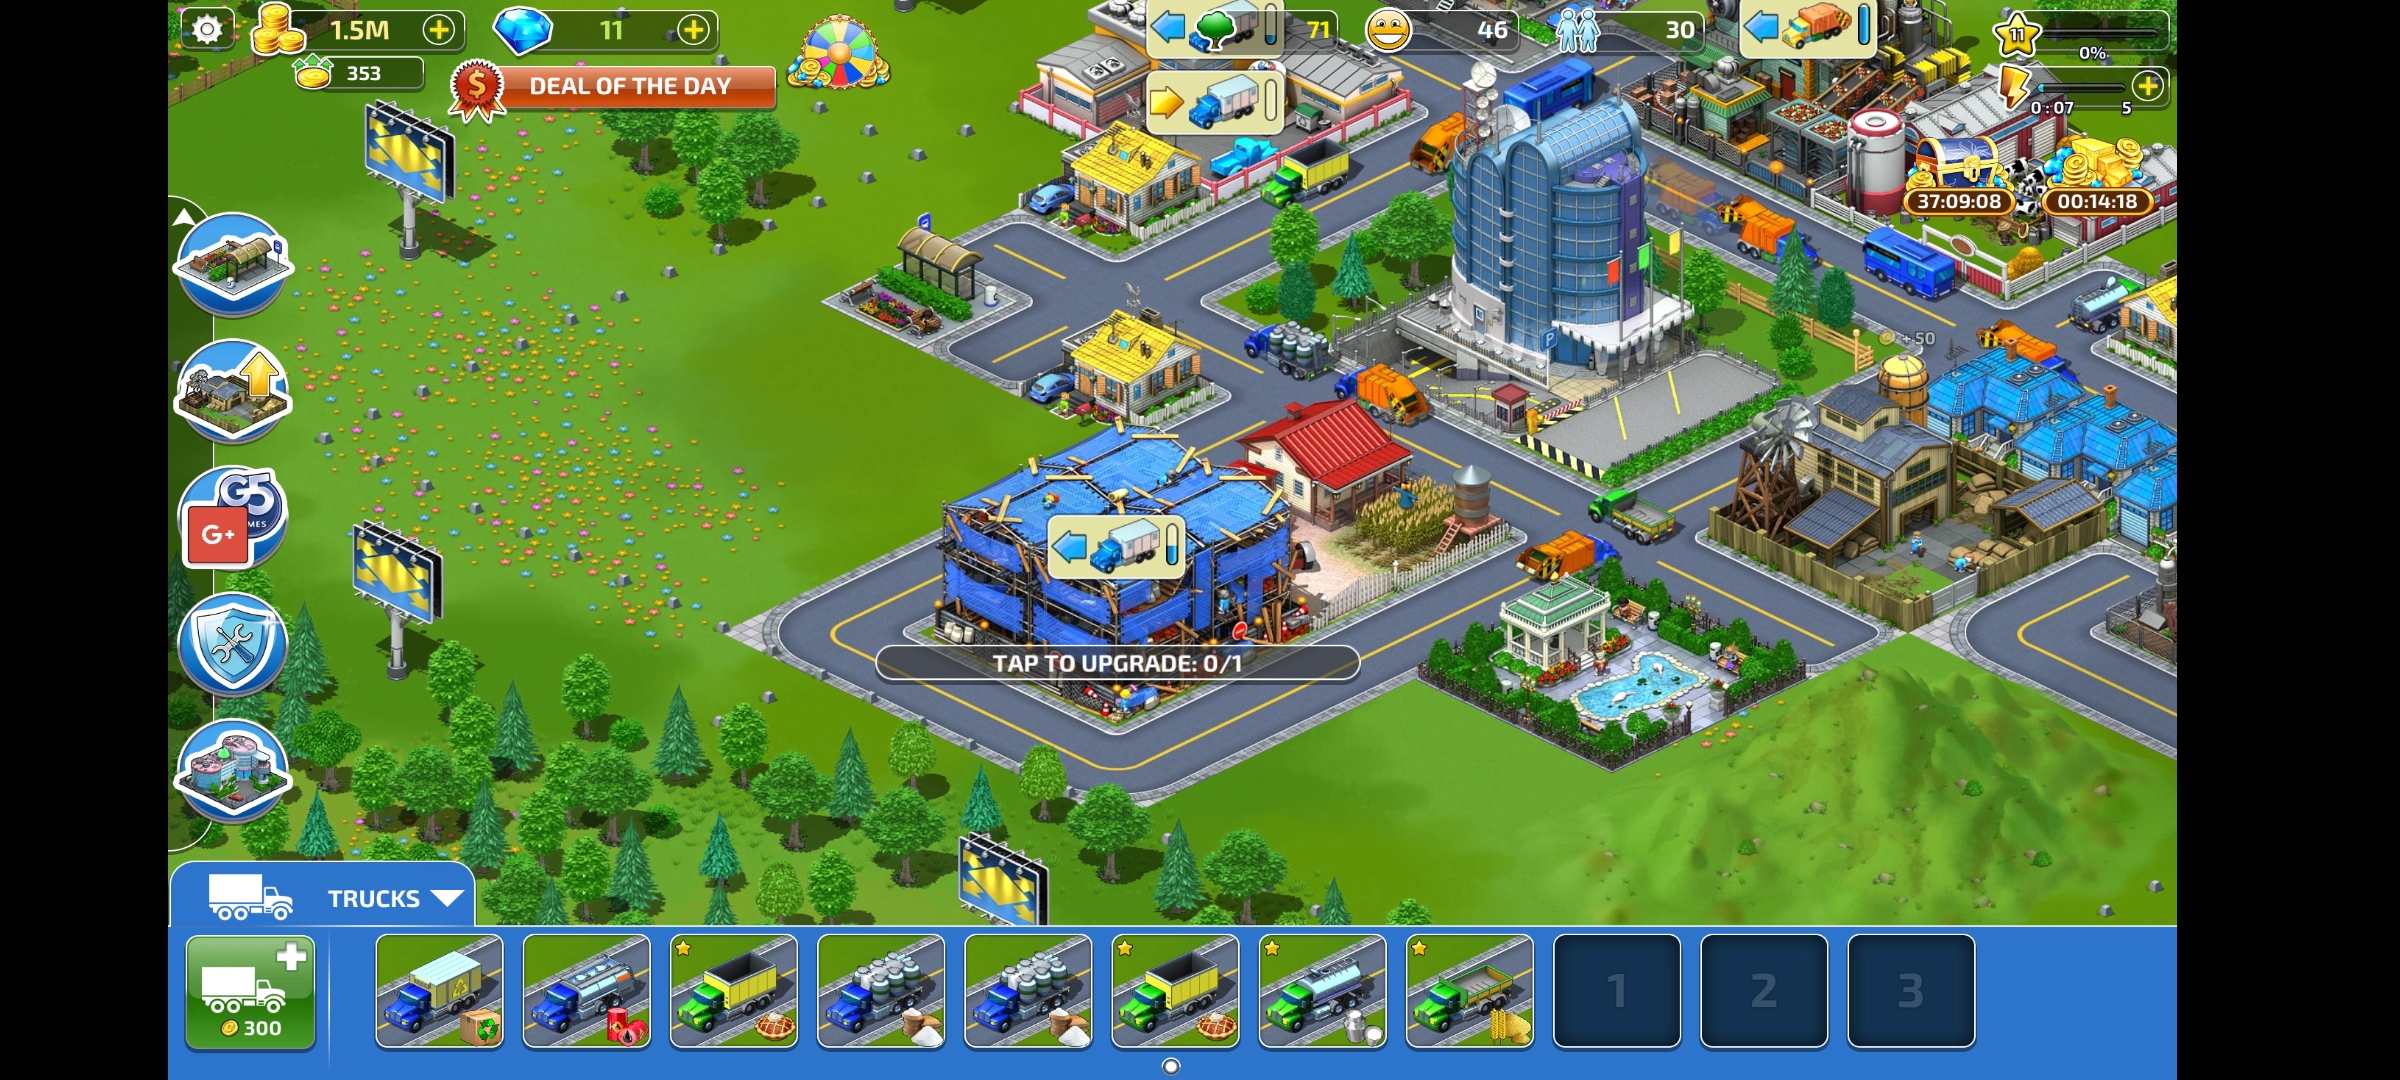 1.5M
11
71
46
30
11
0%
353
DEAL OF THE DAY
0:07
5
37:09:08
00:14:18
+50
G5
MES
G+
P
TAP TO UPGRADE: 0/1
TRUCKS
300
1
2
3